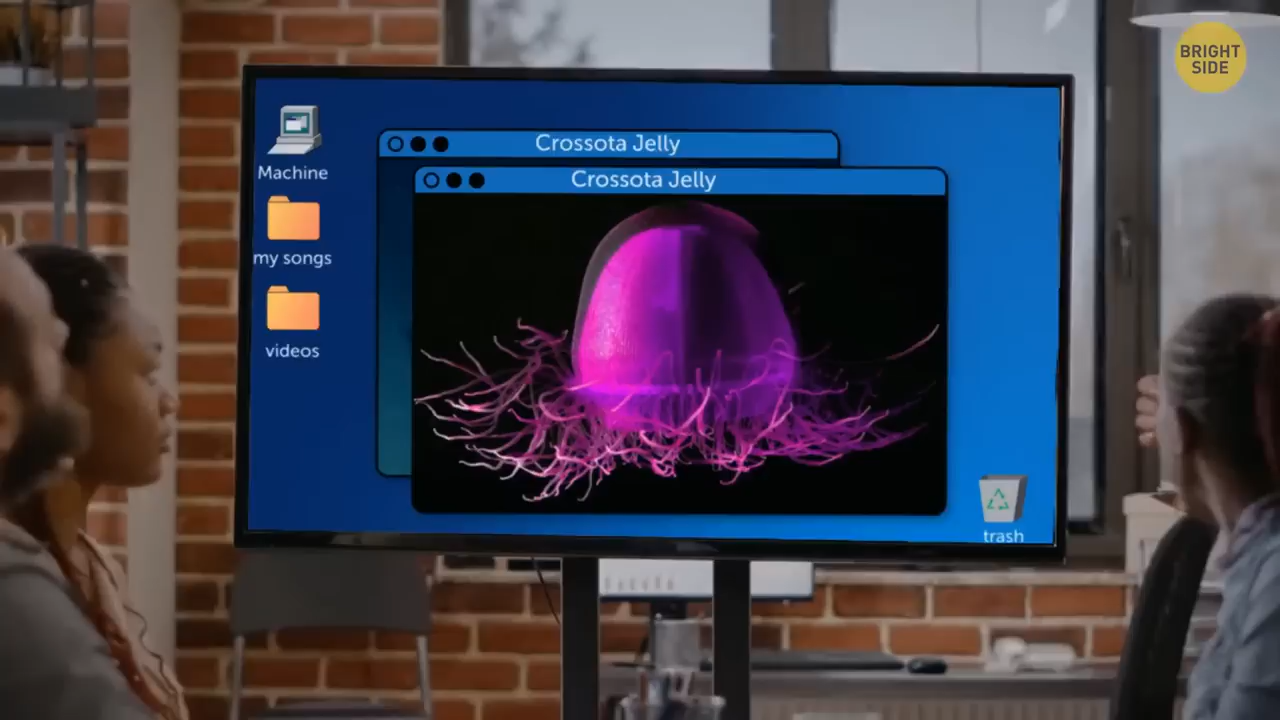 BRIGHT
SIDE
Crossota Jelly
Crossota Jelly
Machine
my songs
videos
trash